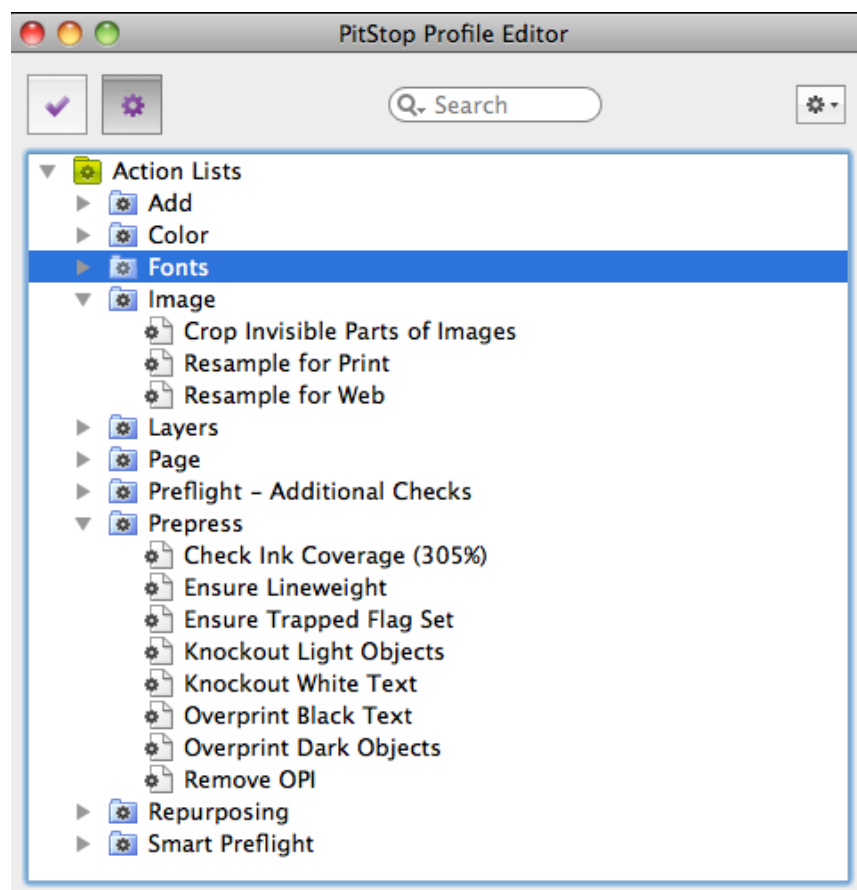 PitStop Profile Editor
Search
Action Lists
Add
Color
Fonts
Image
Crop Invisible Parts of Images
Resample for Print
Resample for Web
Layers
Page
Preflight – Additional Checks
Prepress
Check Ink Coverage (305%)
Ensure Lineweight
Ensure Trapped Flag Set
Knockout Light Objects
Knockout White Text
Overprint Black Text
Overprint Dark Objects
Remove OPI
Repurposing
Smart Preflight